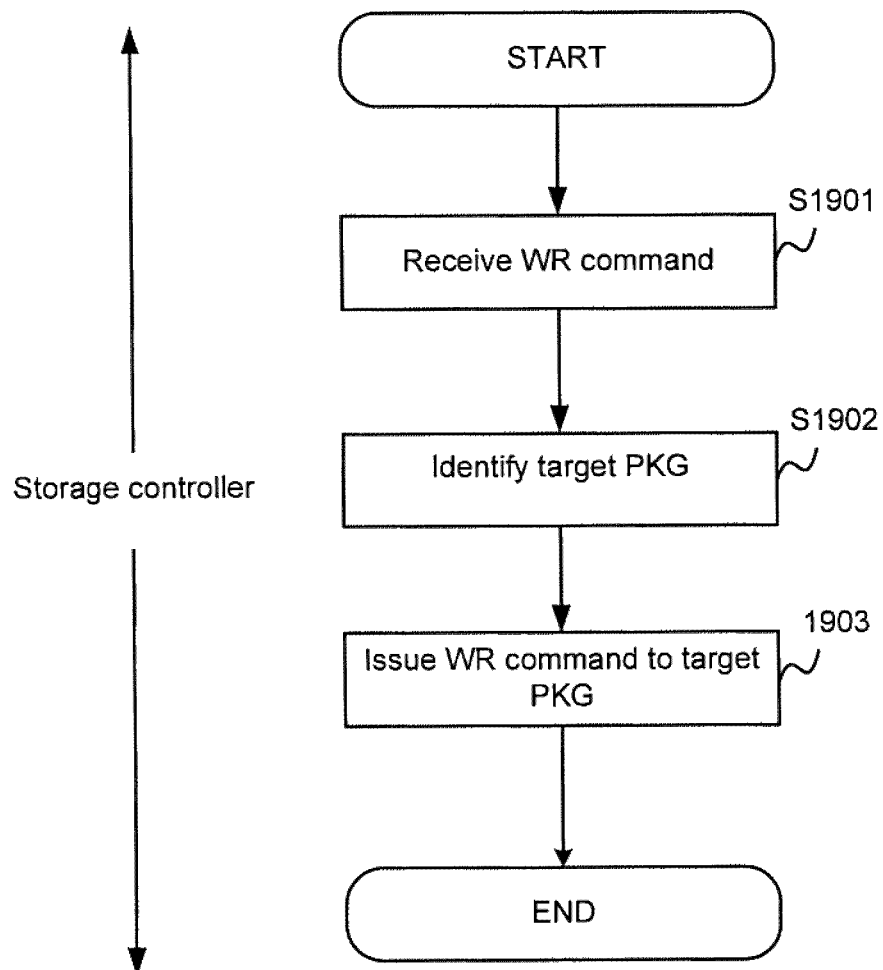 START
S1901
Receive WR command
S1902
Identify target PKG
Storage controller
1903
Issue WR command to target
PKG
END